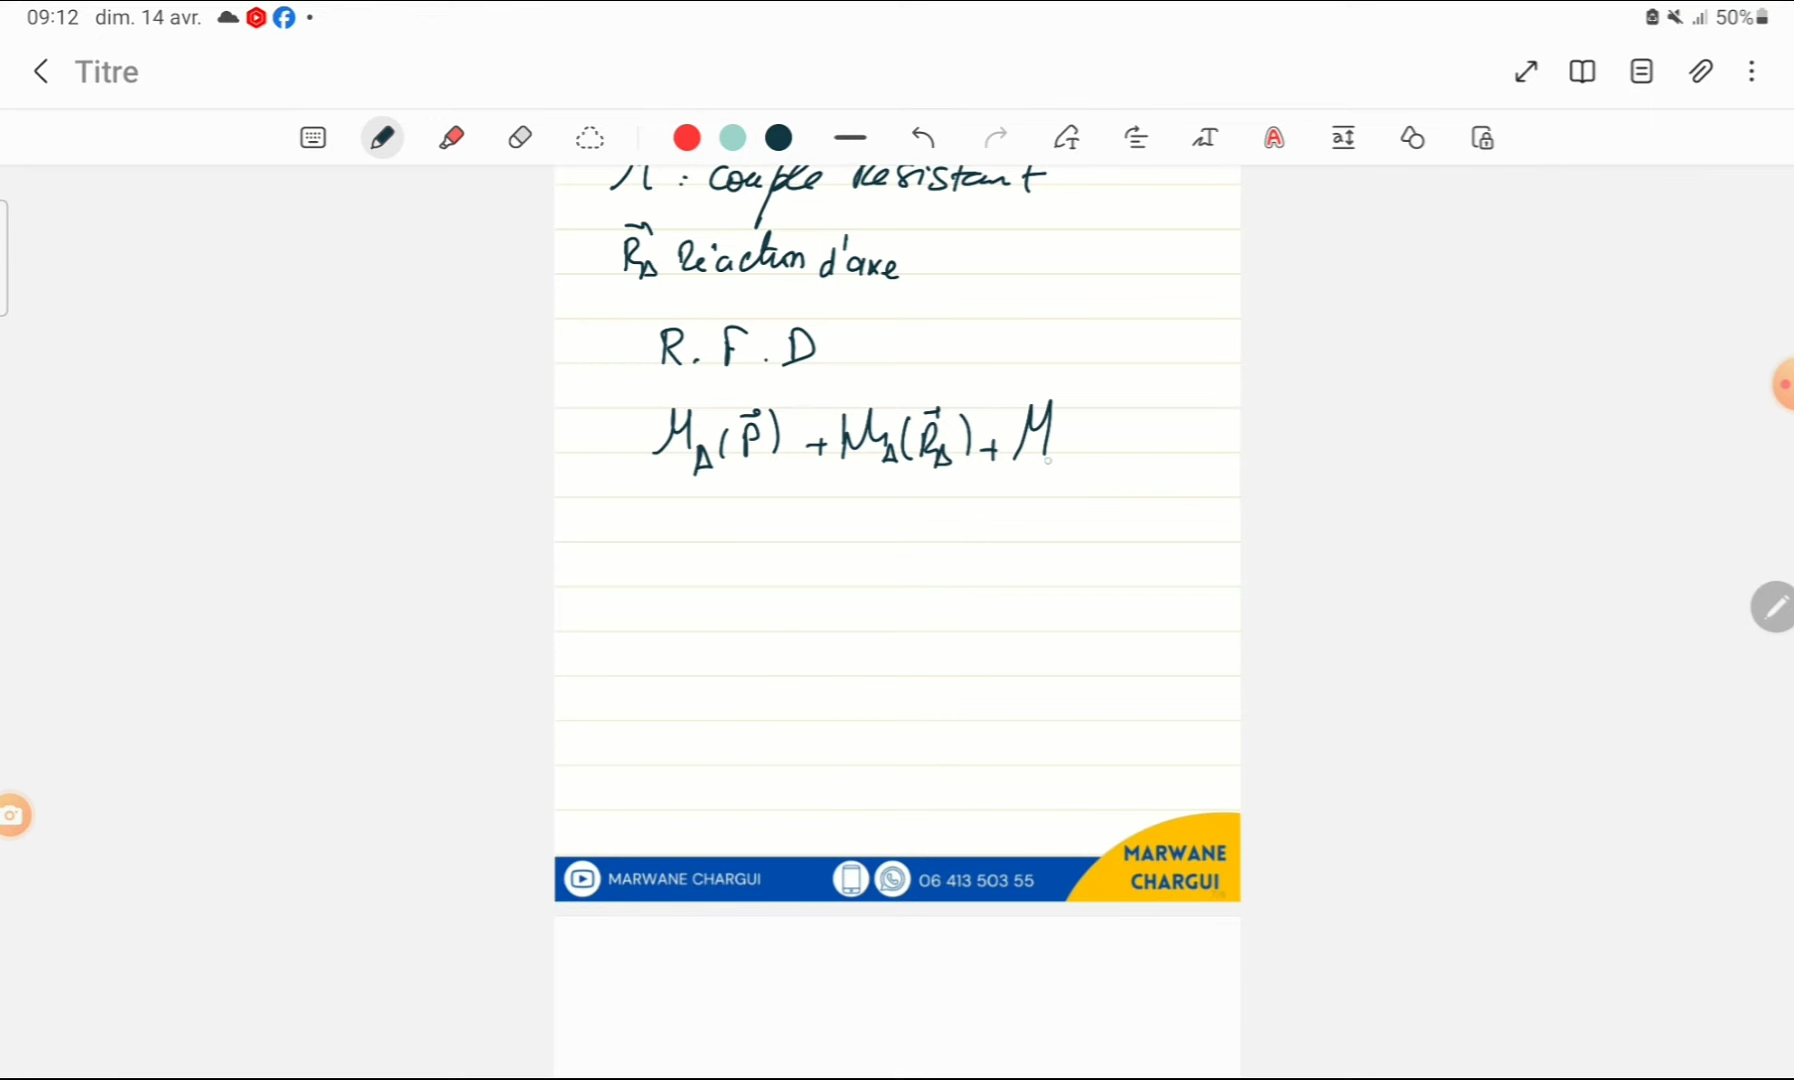 09:12 dim. 14 avr.
50%
Titre
M : couple Resistant
R⃗Δ Réaction d'axe
R. F. D
MΔ(P⃗) + MΔ(R⃗Δ) + M
MARWANE CHARGUI
06 413 503 55
MARWANE
CHARGUI